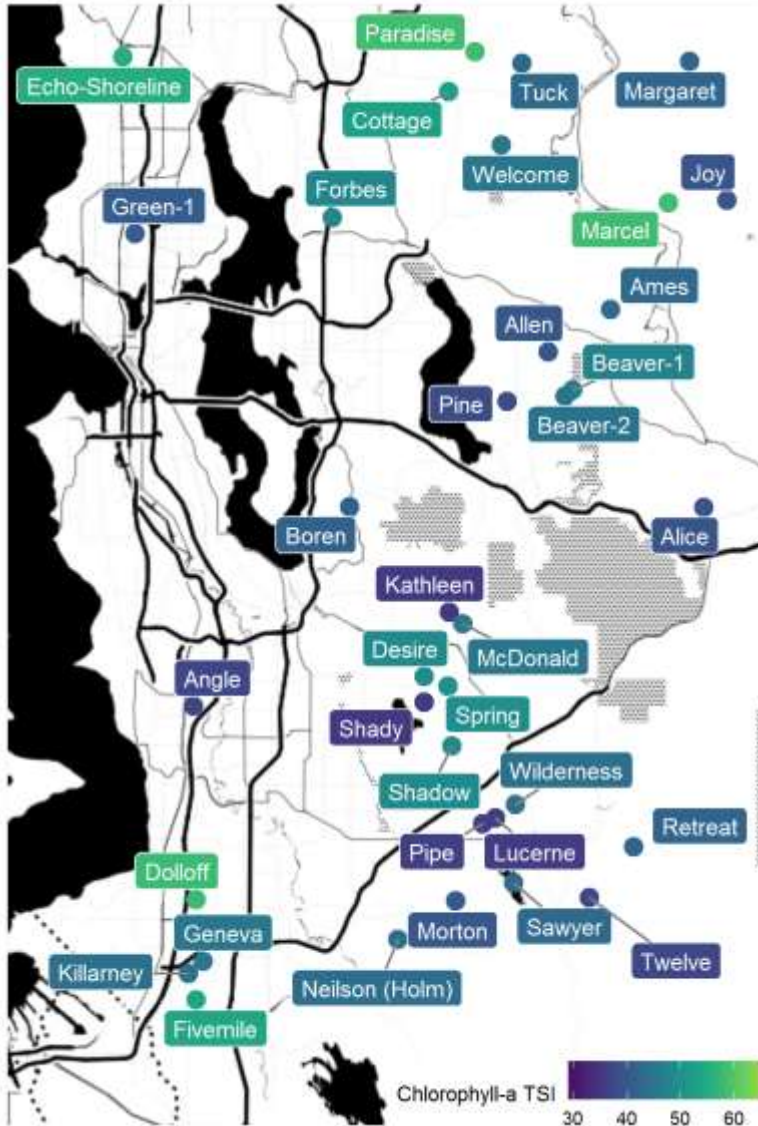 Paradise
Echo-Shoreline
Tuck
Margaret
Cottage
Welcome
Joy
Forbes
Green-1
Marcel
Ames
Allen
Beaver-1
Pine
Beaver-2
Boren
Alice
Kathleen
Desire
McDonald
Angle
Shady
Spring
Wilderness
Shadow
Retreat
Pipe
Lucerne
Dolloff
Geneva
Morton
Sawyer
Twelve
Killarney
Neilson (Holm)
Fivemile
Chlorophyll-a TSI
30 40 50 60